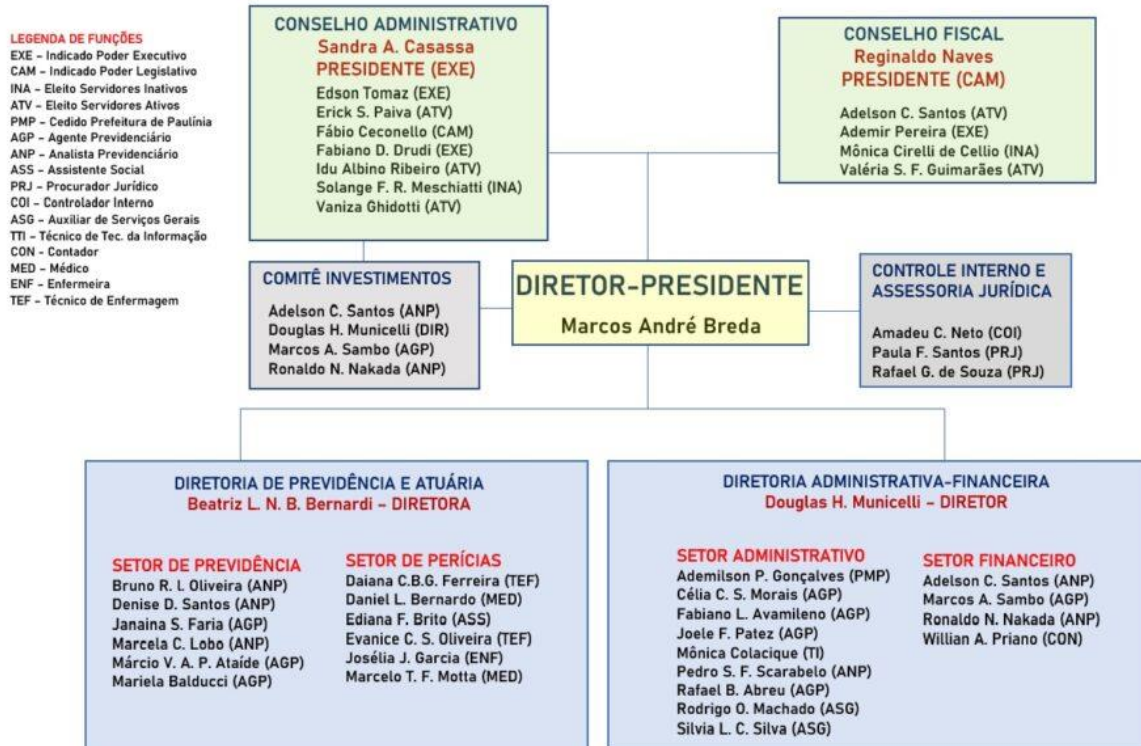 LEGENDA DE FUNÇÕES
EXE – Indicado Poder Executivo
CAM – Indicado Poder Legislativo
INA – Eleito Servidores Inativos
ATV – Eleito Servidores Ativos
PMP – Cedido Prefeitura de Paulínia
AGP – Agente Previdenciário
ANP – Analista Previdenciário
ASS – Assistente Social
PRJ – Procurador Jurídico
COI – Controlador Interno
ASG – Auxiliar de Serviços Gerais
TTI – Técnico de Tec. da Informação
CON - Contador
MED – Médico
ENF – Enfermeira
TEF – Técnico de Enfermagem
CONSELHO ADMINISTRATIVO
Sandra A. Casassa
PRESIDENTE (EXE)
Edson Tomaz (EXE)
Erick S. Paiva (ATV)
Fábio Ceconello (CAM)
Fabiano D. Drudi (EXE)
Idu Albino Ribeiro (ATV)
Solange F. R. Meschiatti (INA)
Vaniza Ghidotti (ATV)
CONSELHO FISCAL
Reginaldo Naves
PRESIDENTE (CAM)
Adelson C. Santos (ATV)
Ademir Pereira (EXE)
Mônica Cirelli de Cellio (INA)
Valéria S. F. Guimarães (ATV)
COMITÊ INVESTIMENTOS
Adelson C. Santos (ANP)
Douglas H. Municelli (DIR)
Marcos A. Sambo (AGP)
Ronaldo N. Nakada (ANP)
DIRETOR-PRESIDENTE
Marcos André Breda
CONTROLE INTERNO E
ASSESSORIA JURÍDICA
Amadeu C. Neto (COI)
Paula F. Santos (PRJ)
Rafael G. de Souza (PRJ)
DIRETORIA DE PREVIDÊNCIA E ATUÁRIA
Beatriz L. N. B. Bernardi – DIRETORA
SETOR DE PREVIDÊNCIA
Bruno R. I. Oliveira (ANP)
Denise D. Santos (ANP)
Janaina S. Faria (AGP)
Marcela C. Lobo (ANP)
Márcio V. A. P. Ataíde (AGP)
Mariela Balducci (AGP)
SETOR DE PERÍCIAS
Daiana C.B.G. Ferreira (TEF)
Daniel L. Bernardo (MED)
Ediana F. Brito (ASS)
Evanice C. S. Oliveira (TEF)
Josélia J. Garcia (ENF)
Marcelo T. F. Motta (MED)
DIRETORIA ADMINISTRATIVA-FINANCEIRA
Douglas H. Municelli – DIRETOR
SETOR ADMINISTRATIVO
Ademilson P. Gonçalves (PMP)
Célia C. S. Morais (AGP)
Fabiano L. Avamileno (AGP)
Joele F. Patez (AGP)
Mônica Colacique (TI)
Pedro S. F. Scarabelo (ANP)
Rafael B. Abreu (AGP)
Rodrigo O. Machado (ASG)
Silvia L. C. Silva (ASG)
SETOR FINANCEIRO
Adelson C. Santos (ANP)
Marcos A. Sambo (AGP)
Ronaldo N. Nakada (ANP)
Willian A. Priano (CON)